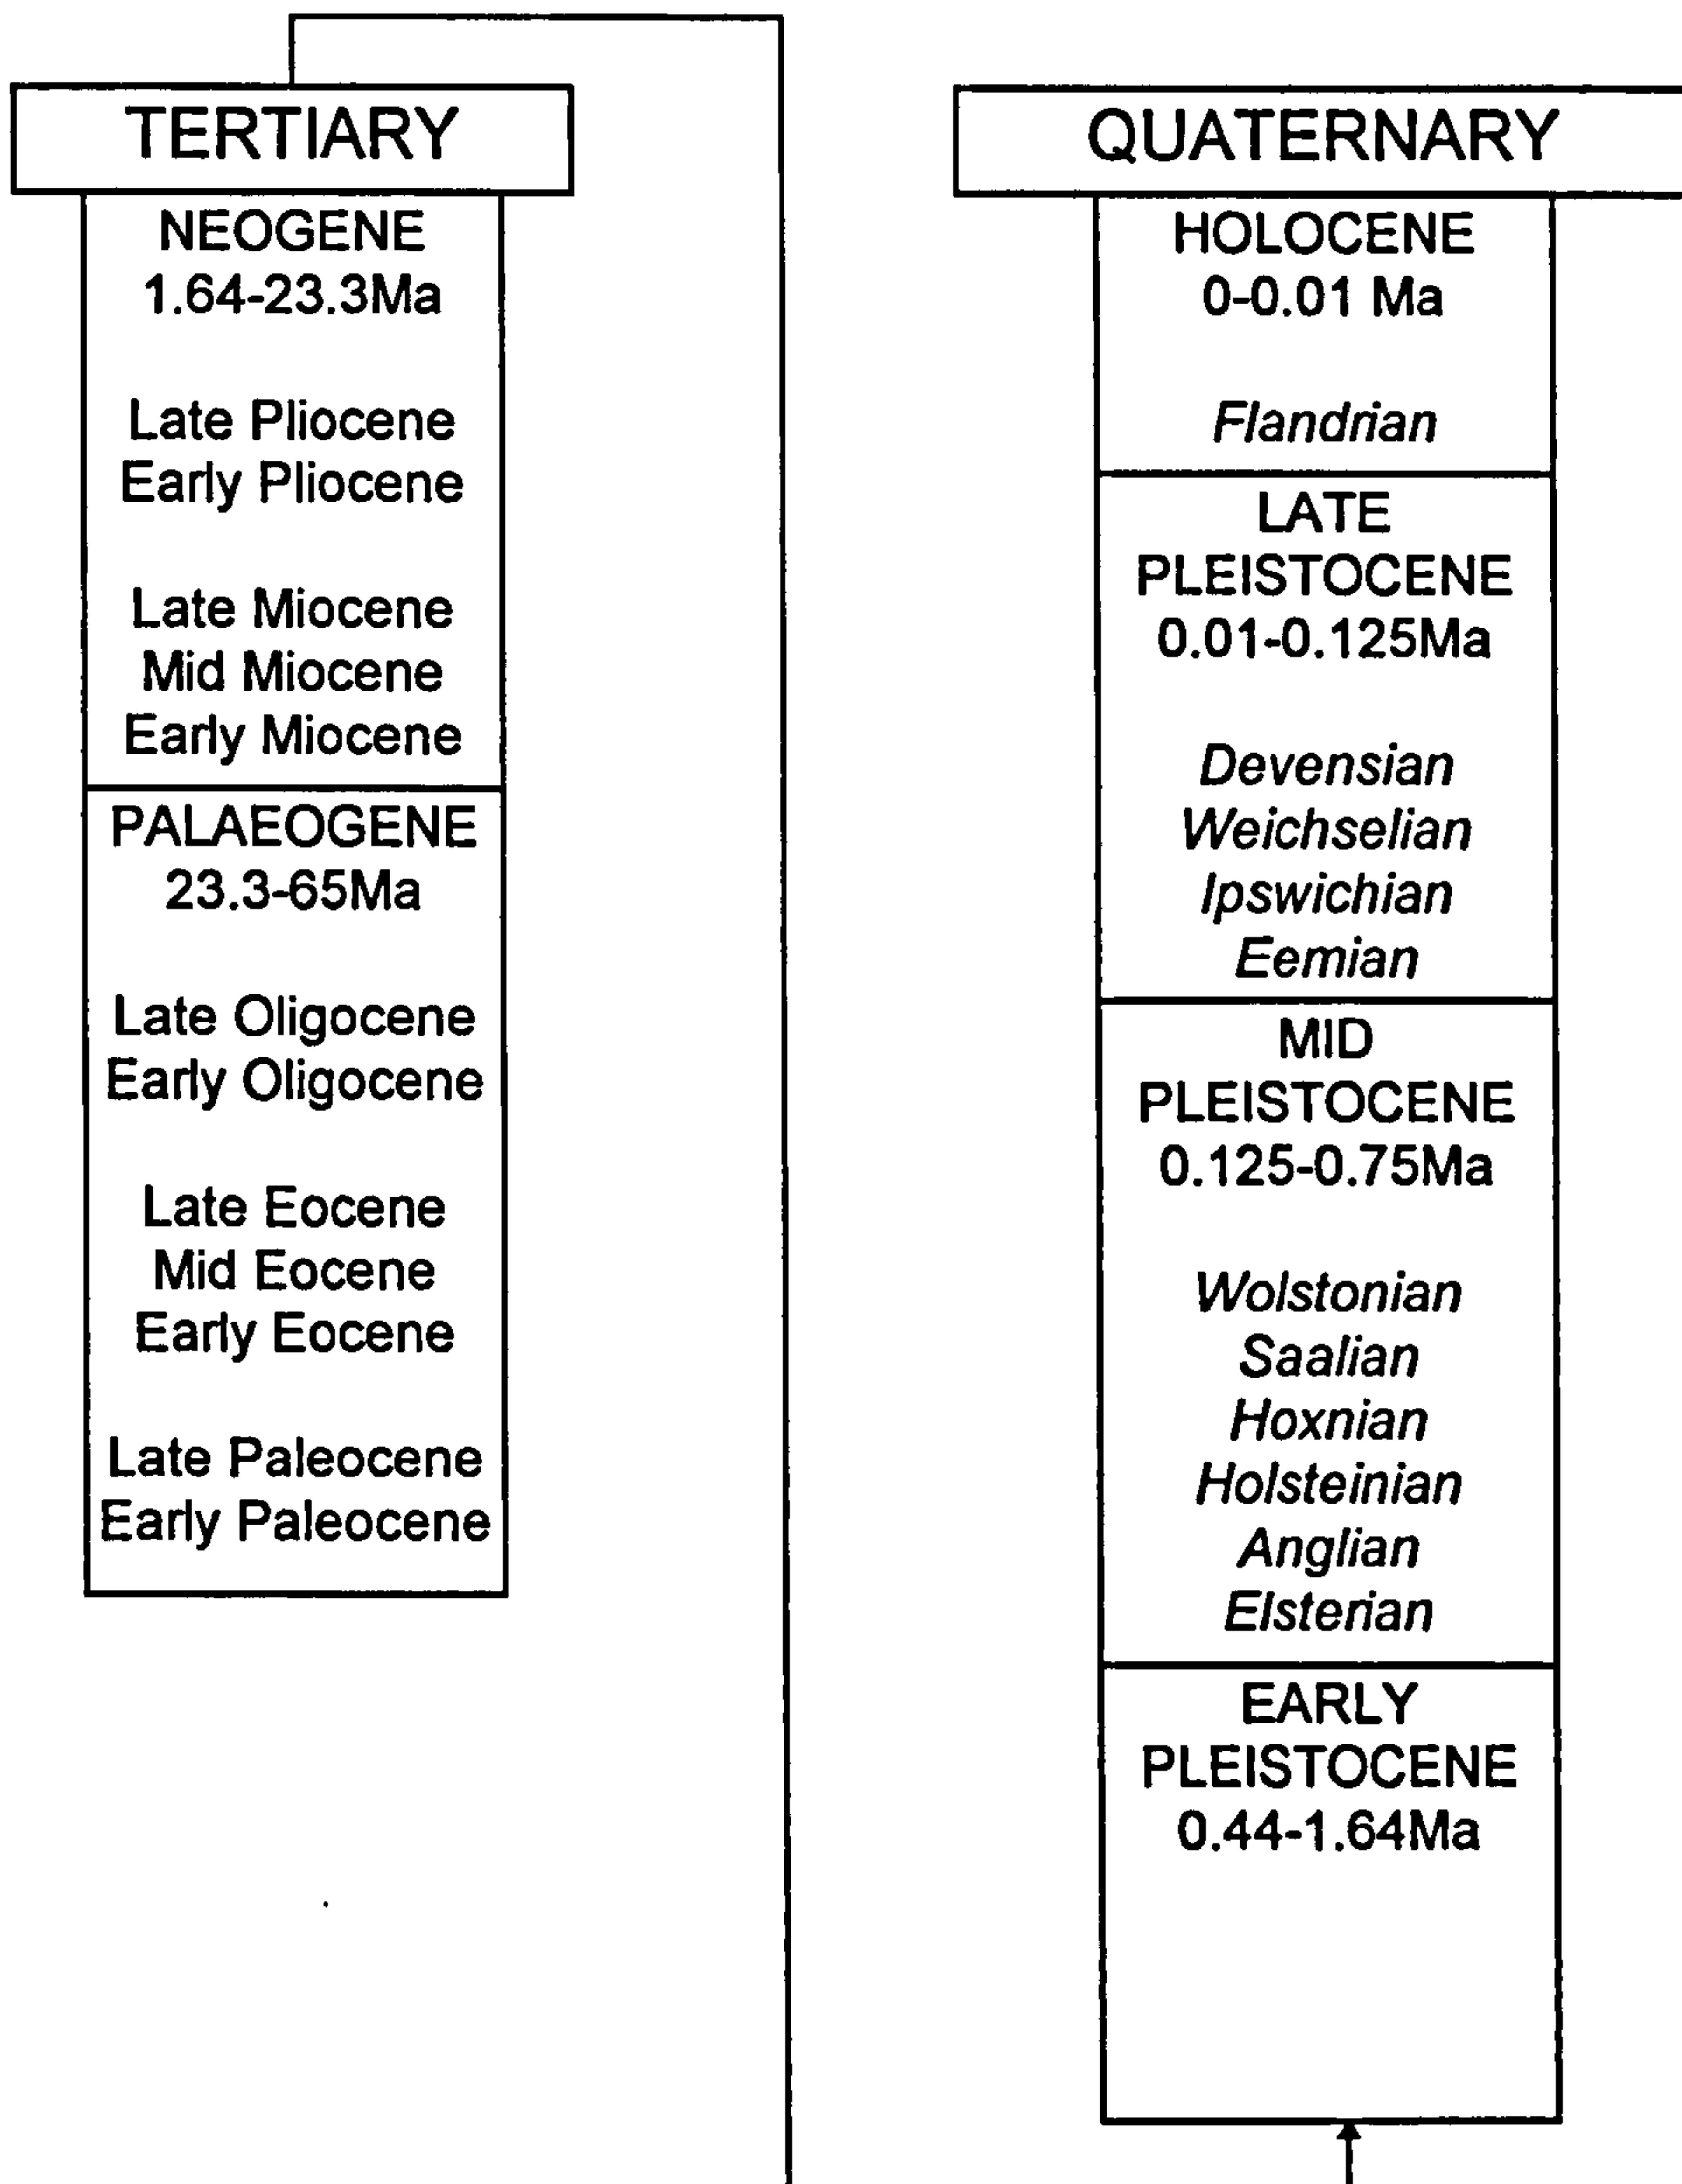 TERTIARY
NEOGENE
1.64-23.3Ma
Late Pliocene
Early Pliocene
Late Miocene
Mid Miocene
Early Miocene
PALAEOGENE
23.3-65Ma
Late Oligocene
Early Oligocene
Late Eocene
Mid Eocene
Early Eocene
Late Paleocene
Early Paleocene
QUATERNARY
HOLOCENE
0-0.01 Ma
Flandrian
LATE
PLEISTOCENE
0.01-0.125Ma
Devensian
Weichselian
Ipswichian
Eemian
MID
PLEISTOCENE
0.125-0.75Ma
Wolstonian
Saalian
Hoxnian
Holsteinian
Anglian
Elsterian
EARLY
PLEISTOCENE
0.44-1.64Ma